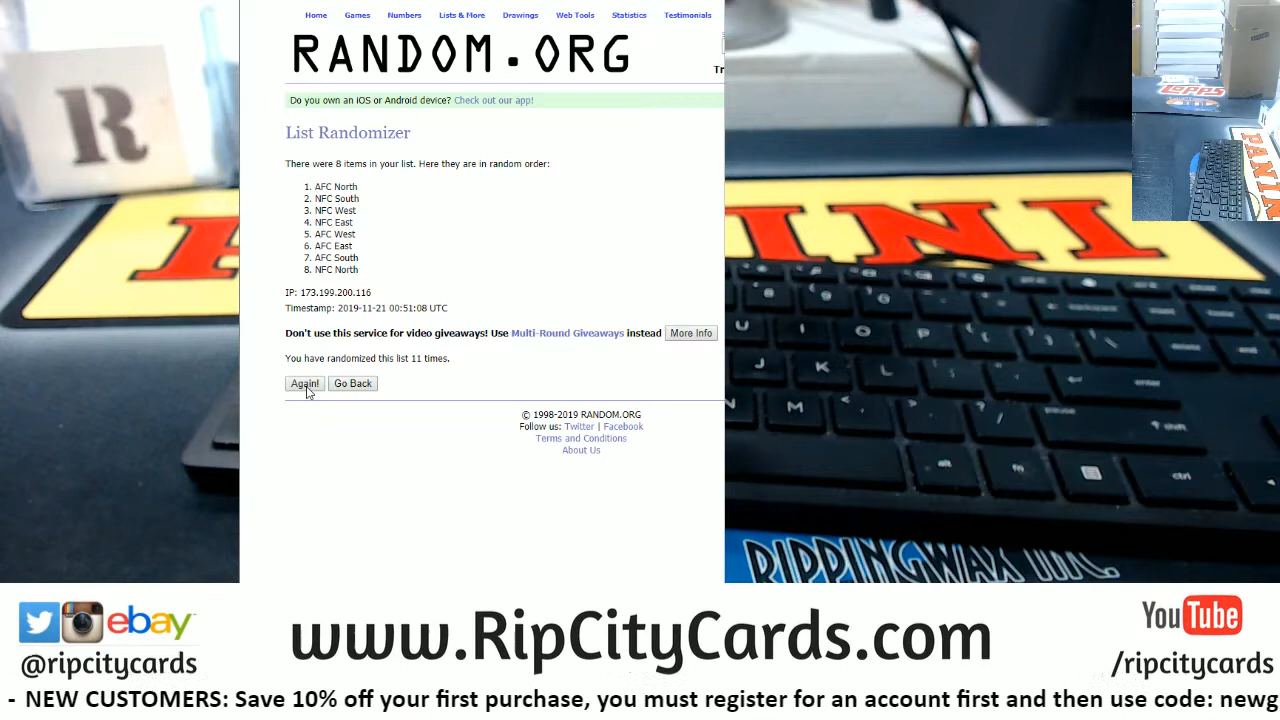 Home Games Numbers Lists & More Drawings Web Tools Statistics Testimonials
RANDOM.ORG
Do you own an iOS or Android device? Check out our app!
List Randomizer
There were 8 items in your list. Here they are in random order:
1. AFC North
2. NFC South
3. NFC West
4. NFC East
5. AFC West
6. AFC East
7. AFC South
8. NFC North
IP: 173.199.200.116
Timestamp: 2019-11-21 00:51:08 UTC
Don't use this service for video giveaways! Use Multi-Round Giveaways instead More Info
You have randomized this list 11 times.
Again! Go Back
© 1998-2019 RANDOM.ORG
Follow us: Twitter | Facebook
Terms and Conditions
About Us
R
Topps
PANINI
RIPPINGWAX INC.
ebay
@ripcitycards
www.RipCityCards.com
YouTube
/ripcitycards
- NEW CUSTOMERS: Save 10% off your first purchase, you must register for an account first and then use code: newg